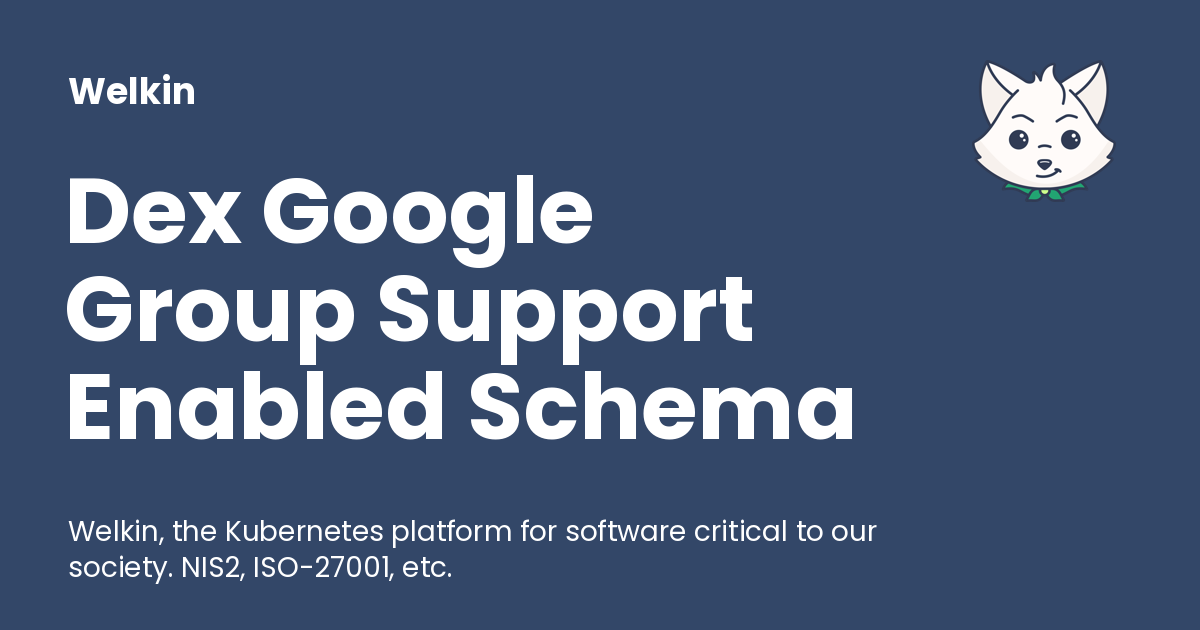 Welkin
Dex Google
Group Support
Enabled Schema
Welkin, the Kubernetes platform for software critical to our
society. NIS2, ISO-27001, etc.